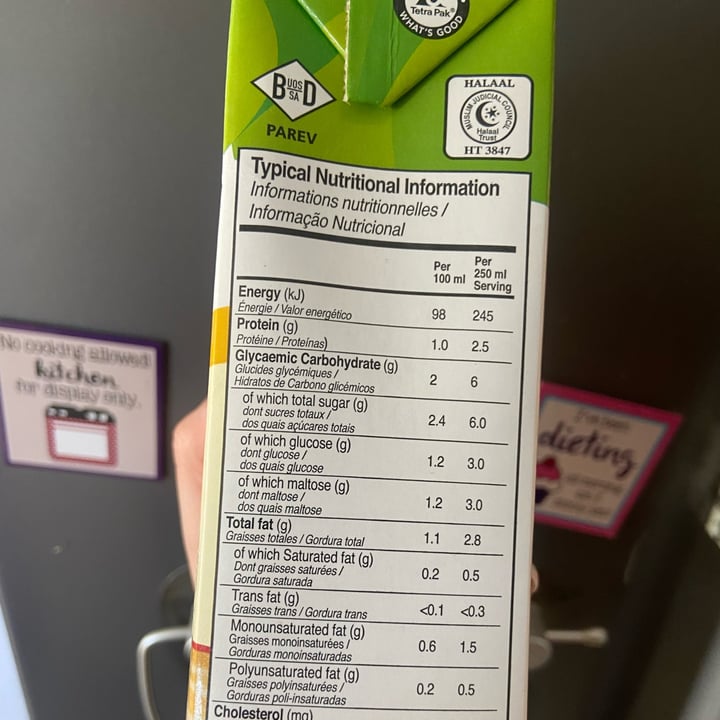 Tetra Pak®
WHAT'S GOOD
B UOS SA D
PAREV
HALAAL
MUSLIM JUDICIAL COUNCIL
Halaal
Trust
HT 3847
Typical Nutritional Information
Informations nutritionnelles /
Informação Nutricional
Per 100 ml
Per 250 ml Serving
Energy (kJ) 98 245
Énergie / Valor energético
Protein (g) 1.0 2.5
Protéine / Proteínas)
Glycaemic Carbohydrate (g) 2 6
Glucides glycémiques /
Hidratos de Carbono glicémicos
of which total sugar (g) 2.4 6.0
dont sucres totaux /
dos quais açúcares totais
of which glucose (g) 1.2 3.0
dont glucose /
dos quais glucose
of which maltose (g) 1.2 3.0
dont maltose /
dos quais maltose
Total fat (g) 1.1 2.8
Graisses totales / Gordura total
of which Saturated fat (g) 0.2 0.5
Dont graisses saturées /
Gordura saturada
Trans fat (g) <0.1 <0.3
Graisses trans / Gordura trans
Monounsaturated fat (g) 0.6 1.5
Graisses monoinsaturées /
Gorduras monoinsaturadas
Polyunsaturated fat (g) 0.2 0.5
Graisses polyinsaturées /
Gorduras poli-insaturadas
Cholesterol (mg)
No cooking allowed
kitchen
for display only.
dieting